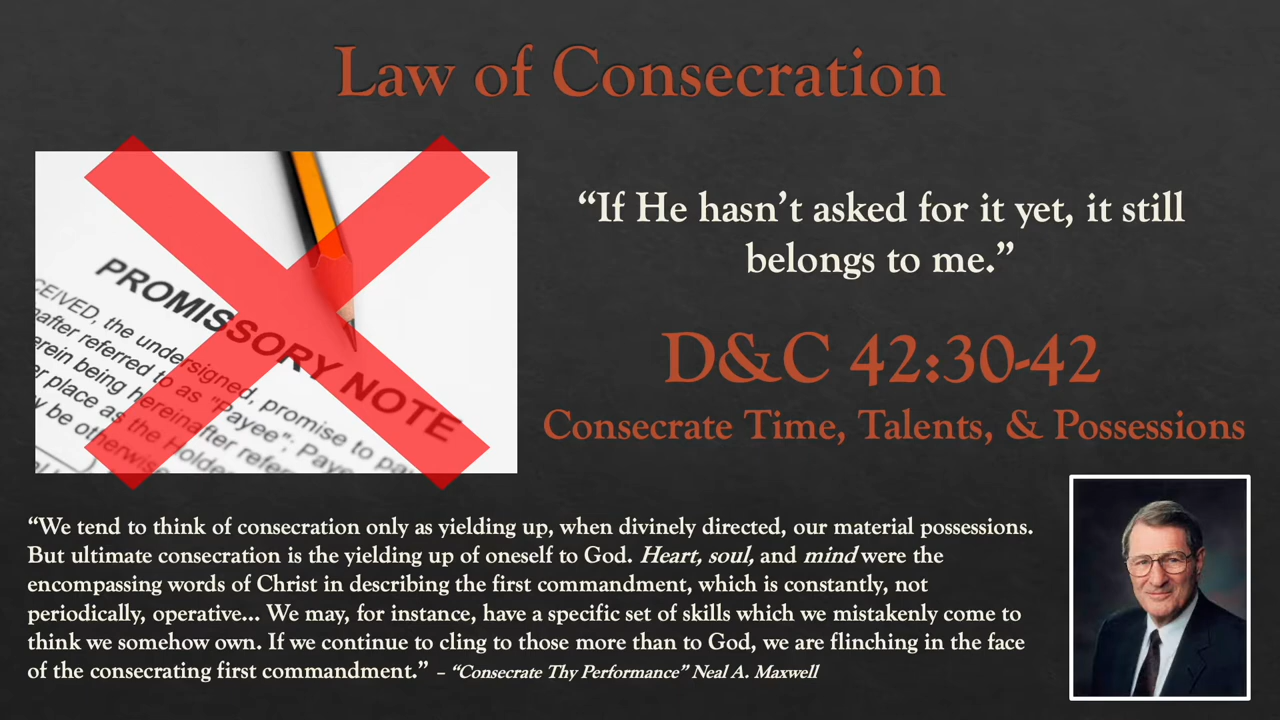 Law of Consecration
PROMISSORY NOTE
CEIVED, the undersigned, promise to pa
after referred to as "Payee"; Paye
erein being hereinafter refer
er place as the Holder
y be otherwis
“If He hasn’t asked for it yet, it still
belongs to me.”
D&C 42:30-42
Consecrate Time, Talents, & Possessions
“We tend to think of consecration only as yielding up, when divinely directed, our material possessions.
But ultimate consecration is the yielding up of oneself to God. Heart, soul, and mind were the
encompassing words of Christ in describing the first commandment, which is constantly, not
periodically, operative... We may, for instance, have a specific set of skills which we mistakenly come to
think we somehow own. If we continue to cling to those more than to God, we are flinching in the face
of the consecrating first commandment.” – “Consecrate Thy Performance” Neal A. Maxwell